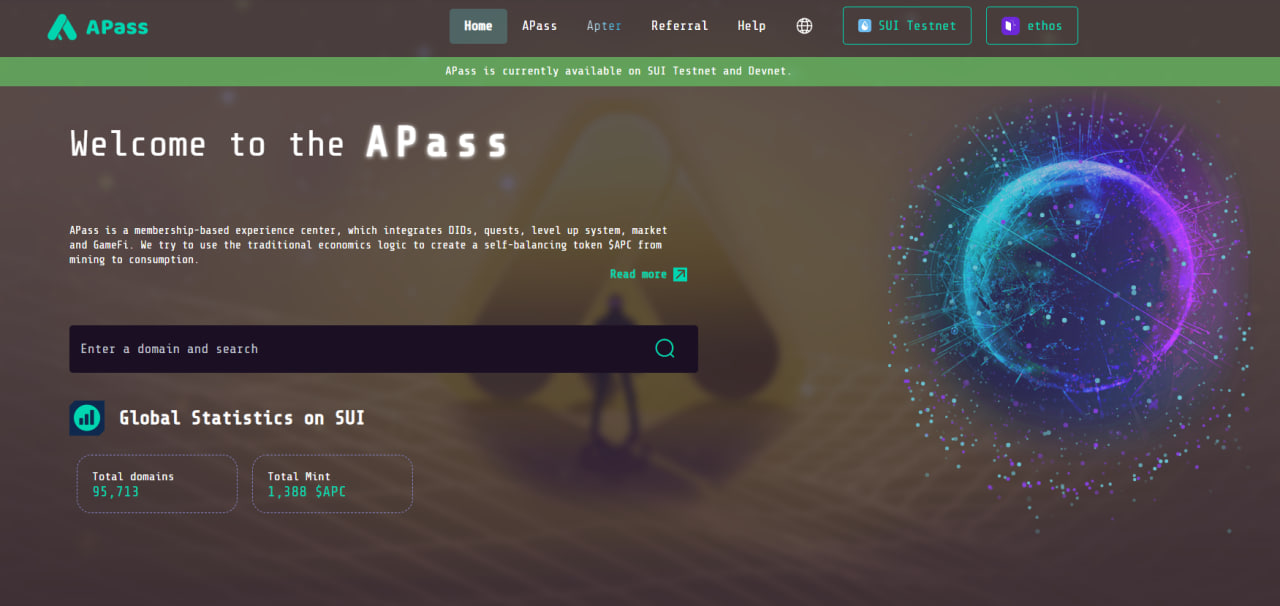 APass
Home APass Apter Referral Help SUI Testnet ethos
APass is currently available on SUI Testnet and Devnet.
Welcome to the APass
APass is a membership-based experience center, which integrates DIDs, quests, level up system, market
and GameFi. We try to use the traditional economics logic to create a self-balancing token $APC from
mining to consumption.
Read more
Enter a domain and search
Global Statistics on SUI
Total domains
95,713
Total Mint
1,388 $APC